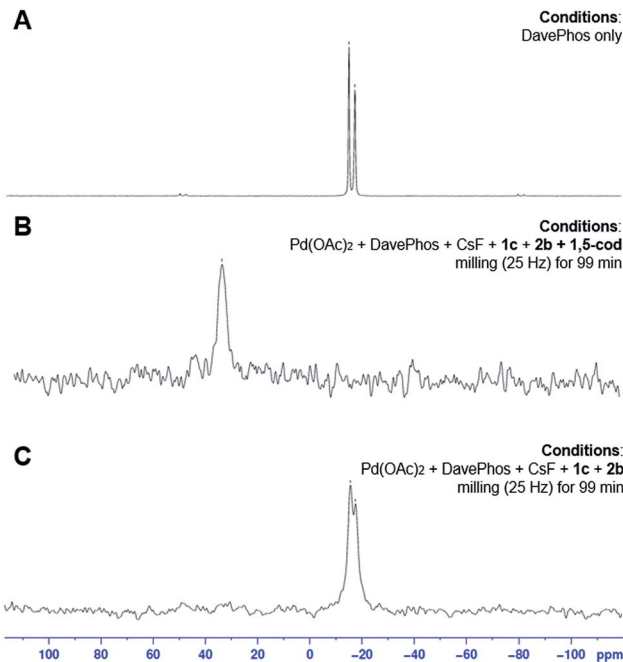 A
Conditions:
DavePhos only
B
Conditions:
Pd(OAc)₂ + DavePhos + CsF + 1c + 2b + 1,5-cod
milling (25 Hz) for 99 min
C
Conditions:
Pd(OAc)₂ + DavePhos + CsF + 1c + 2b
milling (25 Hz) for 99 min
100 80 60 40 20 0 −20 −40 −60 −80 −100 ppm